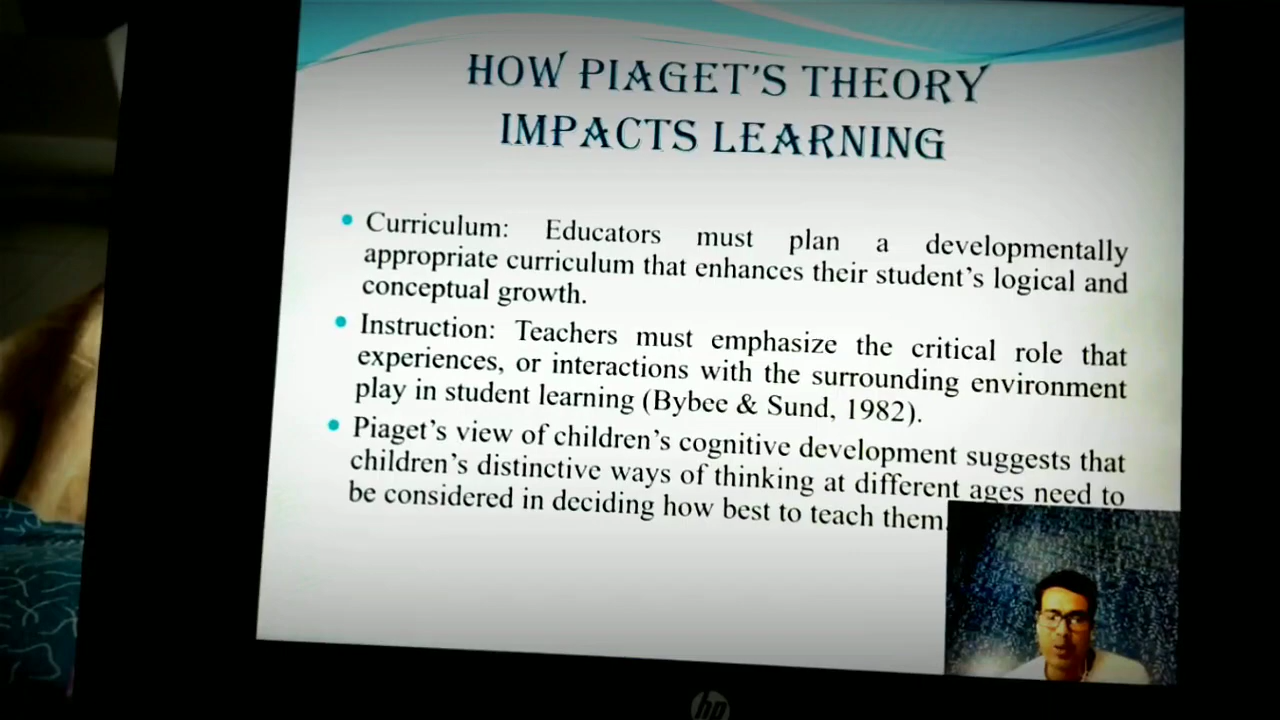 HOW PIAGET'S THEORY
IMPACTS LEARNING
• Curriculum: Educators must plan a developmentally
appropriate curriculum that enhances their student's logical and
conceptual growth.
• Instruction: Teachers must emphasize the critical role that
experiences, or interactions with the surrounding environment
play in student learning (Bybee & Sund, 1982).
• Piaget's view of children's cognitive development suggests that
children's distinctive ways of thinking at different ages need to
be considered in deciding how best to teach them.
hp